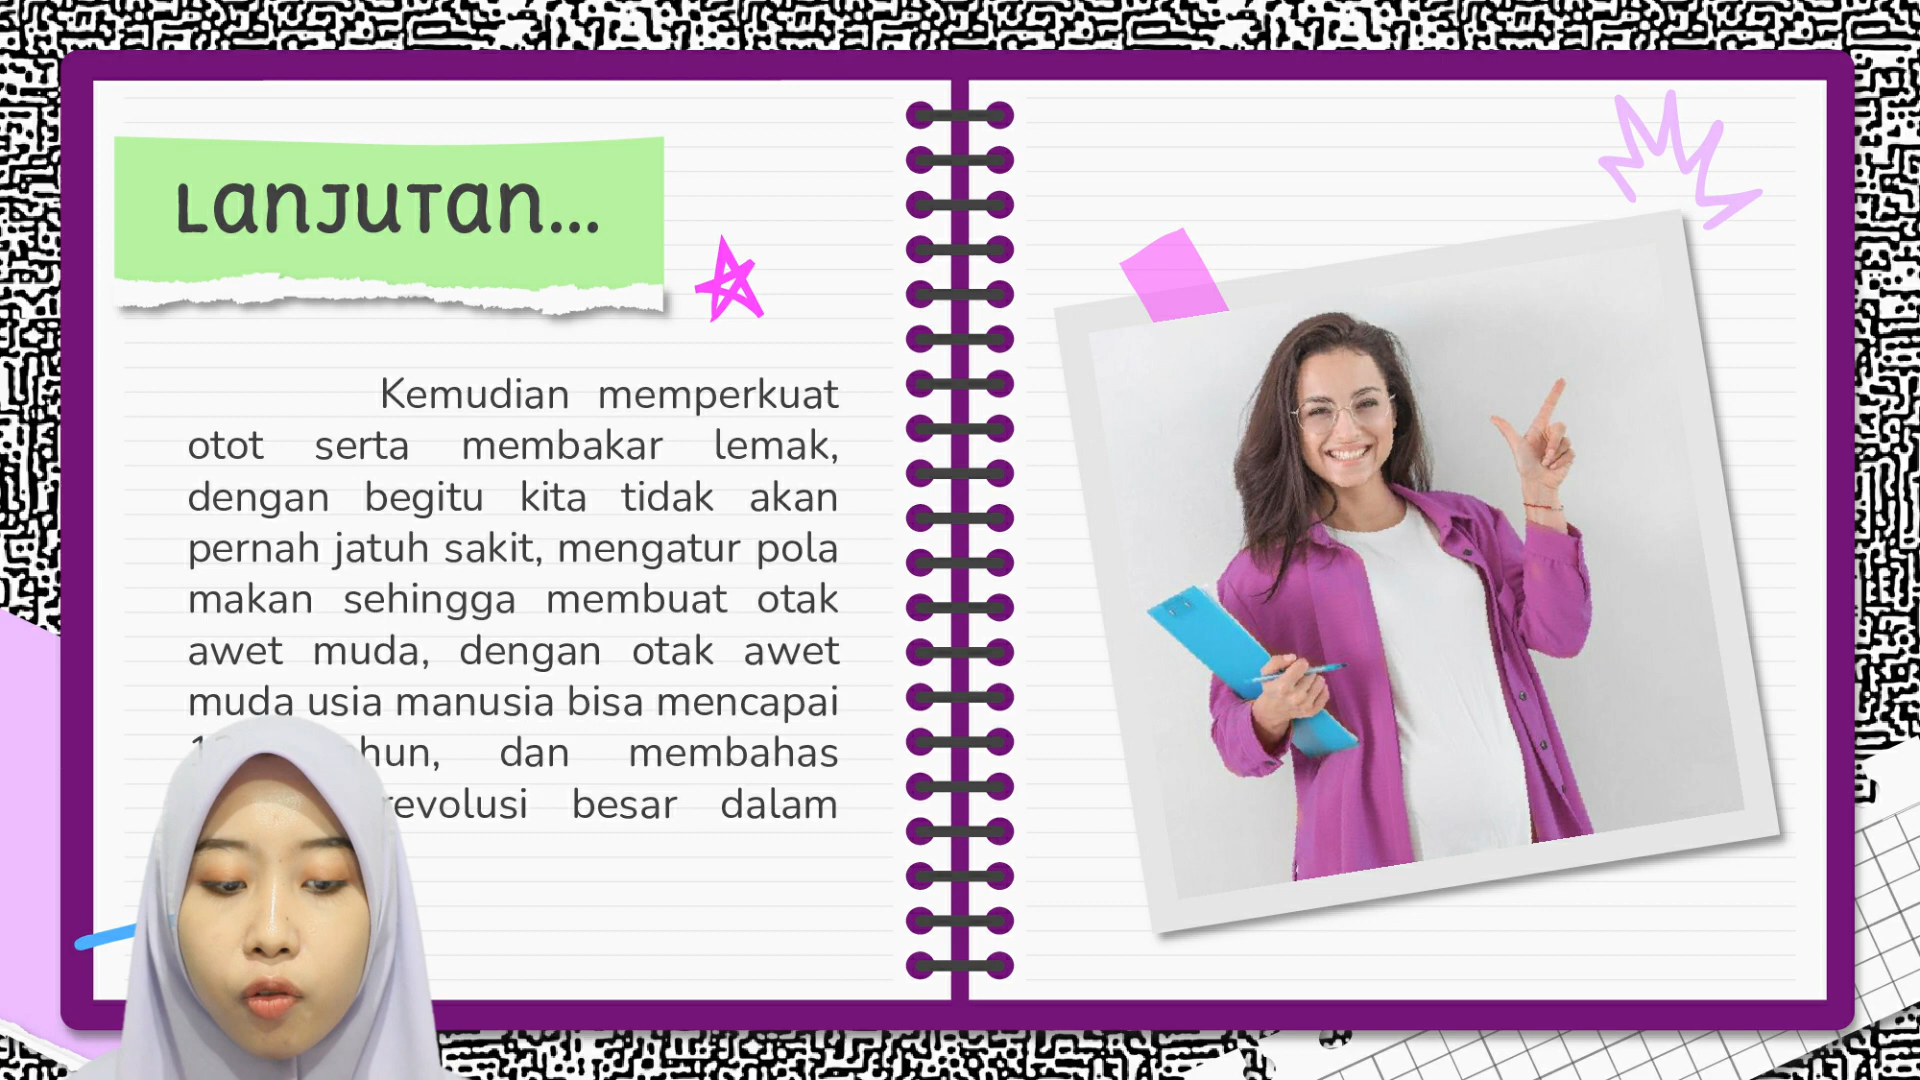 Lanjutan...
Kemudian memperkuat
otot serta membakar lemak,
dengan begitu kita tidak akan
pernah jatuh sakit, mengatur pola
makan sehingga membuat otak
awet muda, dengan otak awet
muda usia manusia bisa mencapai
dan membahas
revolusi besar dalam